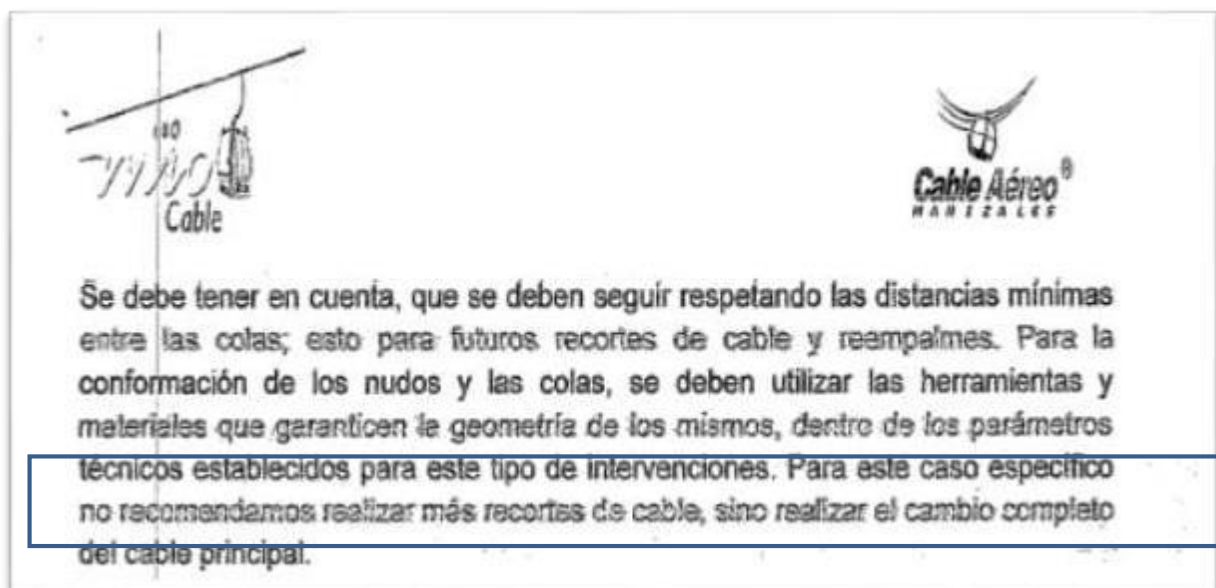 Cable
Cable Aéreo®
MANIZALES
Se debe tener en cuenta, que se deben seguir respetando las distancias mínimas
entre las colas; esto para futuros recortes de cable y reempalmes. Para la
conformación de los nudos y las colas, se deben utilizar las herramientas y
materiales que garanticen la geometría de los mismos, dentro de los parámetros
técnicos establecidos para este tipo de intervenciones. Para este caso específico
no recomendamos realizar más recortes de cable, sino realizar el cambio completo
del cable principal.